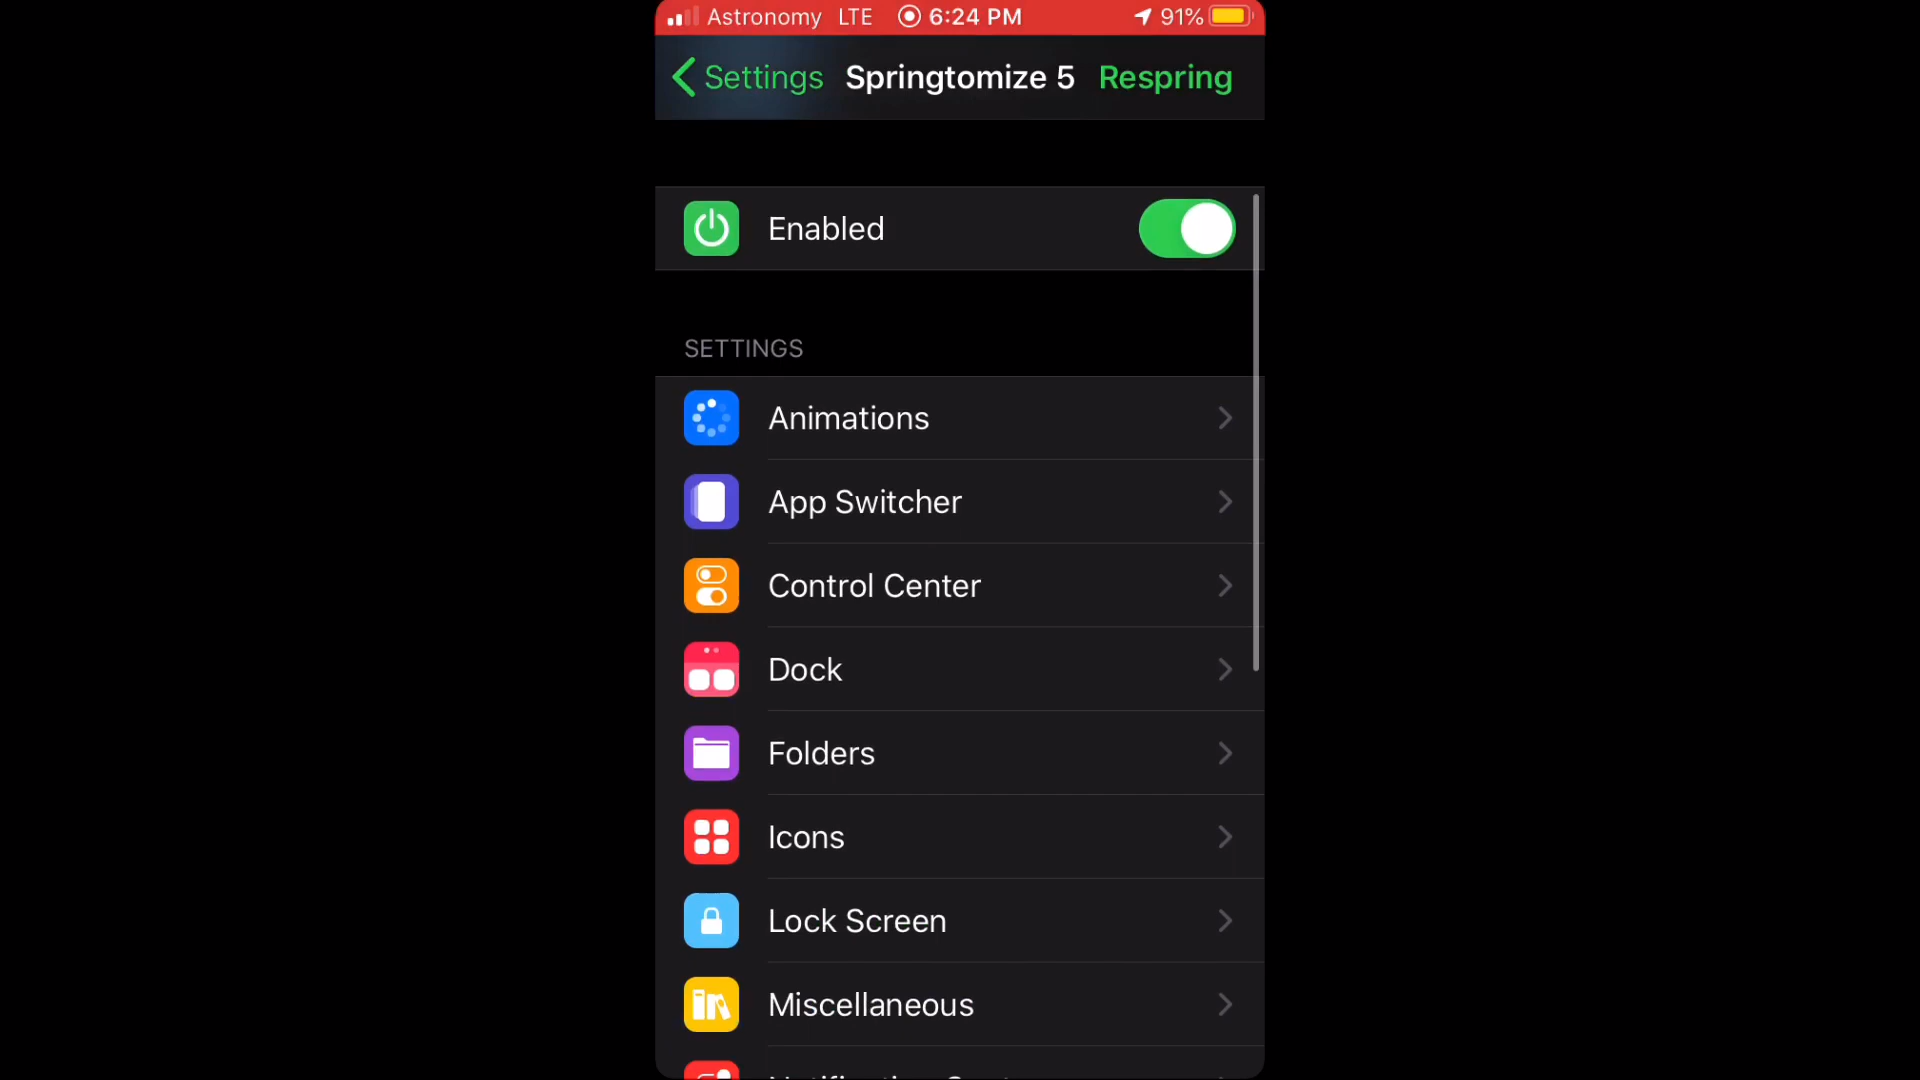 Astronomy LTE 6:24 PM 91%
Settings Springtomize 5 Respring
Enabled
SETTINGS
Animations
App Switcher
Control Center
Dock
Folders
Icons
Lock Screen
Miscellaneous